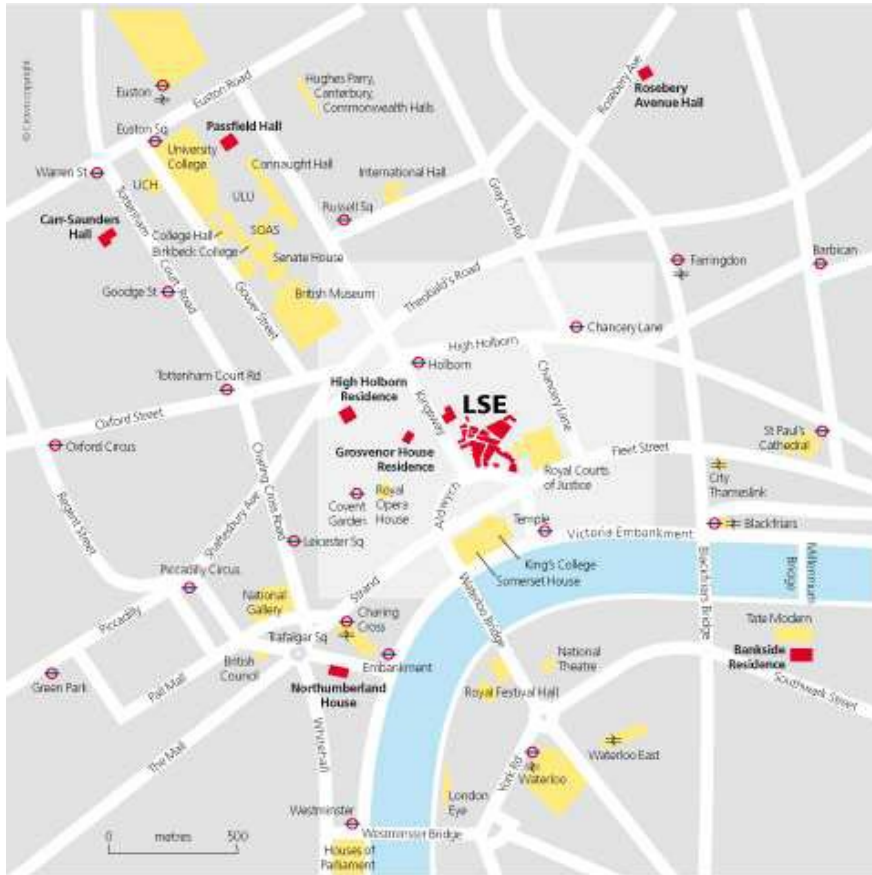 © Crown copyright
Euston
Euston Road
Hughes Parry,
Canterbury,
Commonwealth Halls
Rosebery Ave
Rosebery
Avenue Hall
Euston Sq
Passfield Hall
University
College
Connaught Hall
Warren St
UCH
International Hall
ULU
Gray's Inn Rd
Carr-Saunders
Hall
Tottenham Court Road
College Hall
Birkbeck College
SOAS
Russell Sq
Senate House
Theobald's Road
Farringdon
Barbican
Goodge St
Gower Street
British Museum
Chancery Lane
High Holborn
Holborn
Tottenham Court Rd
High Holborn
Residence
Kingsway
LSE
Chancery Lane
Oxford Street
Oxford Circus
Charing Cross Road
Grosvenor House
Residence
St Paul's
Cathedral
Fleet Street
Royal Courts
of Justice
City
Thameslink
Regent Street
Shaftesbury Ave
Covent
Garden
Royal
Opera
House
Aldwych
Temple
Victoria Embankment
Blackfriars
Leicester Sq
King's College
Somerset House
Blackfriars Bridge
Millennium
Bridge
Piccadilly Circus
National
Gallery
Strand
Waterloo Bridge
Piccadilly
Trafalgar Sq
Charing
Cross
Tate Modern
Green Park
Pall Mall
British
Council
Embankment
National
Theatre
Bankside
Residence
Northumberland
House
Royal Festival Hall
Southwark Street
The Mall
Whitehall
Waterloo East
York Rd
Waterloo
London
Eye
Westminster
Westminster Bridge
0 metres 500
Houses of
Parliament